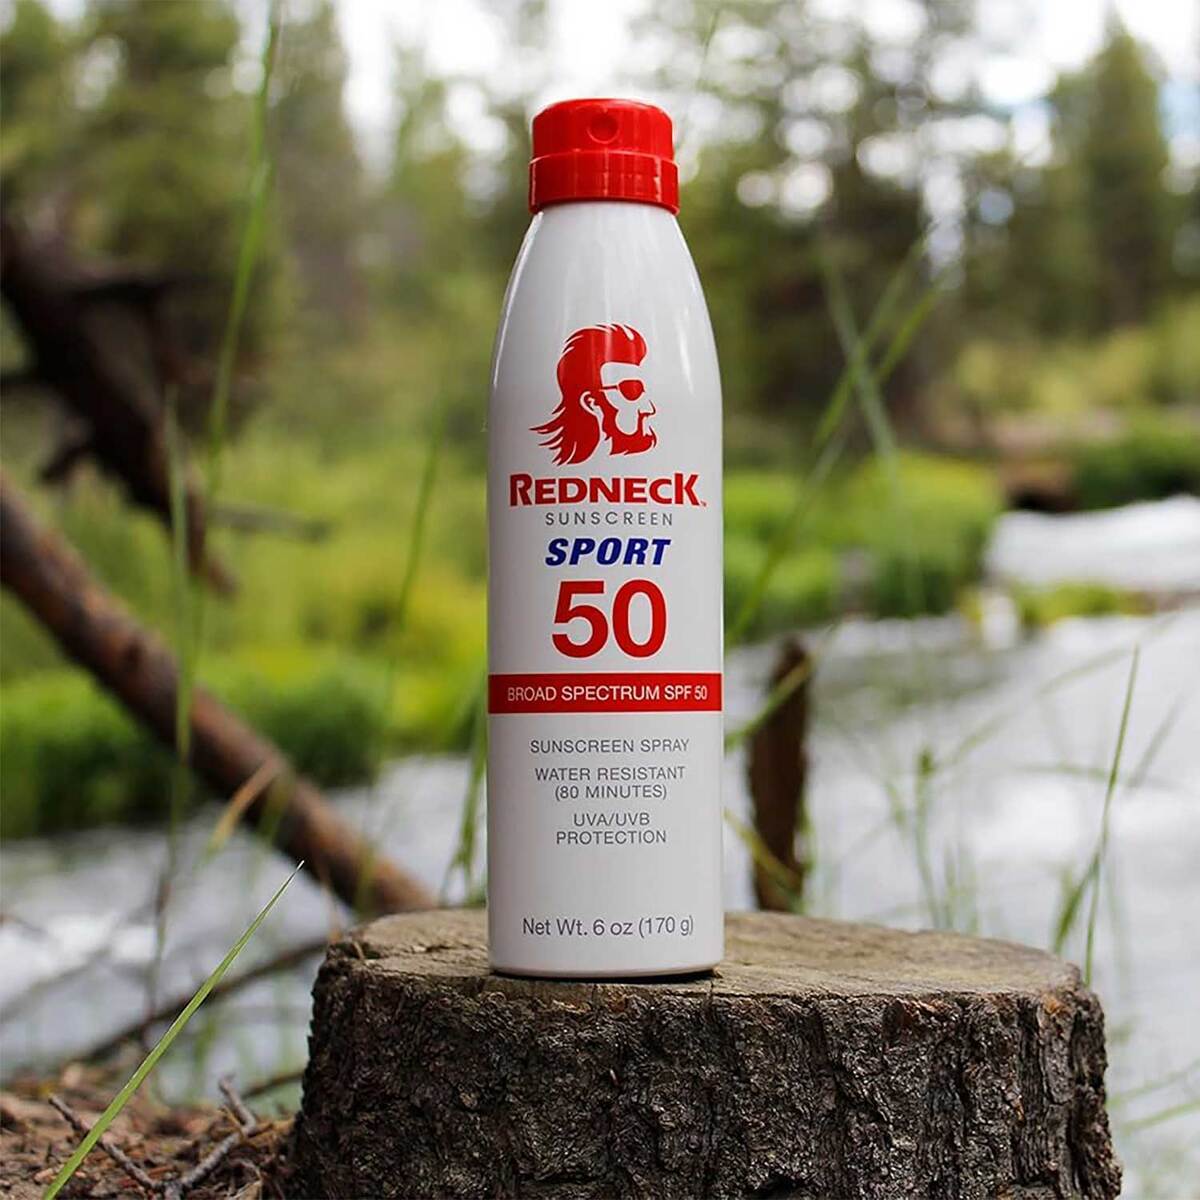 REDNECK™
SUNSCREEN
SPORT
50
BROAD SPECTRUM SPF 50
SUNSCREEN SPRAY
WATER RESISTANT
(80 MINUTES)
UVA/UVB
PROTECTION
Net Wt. 6 oz (170 g)